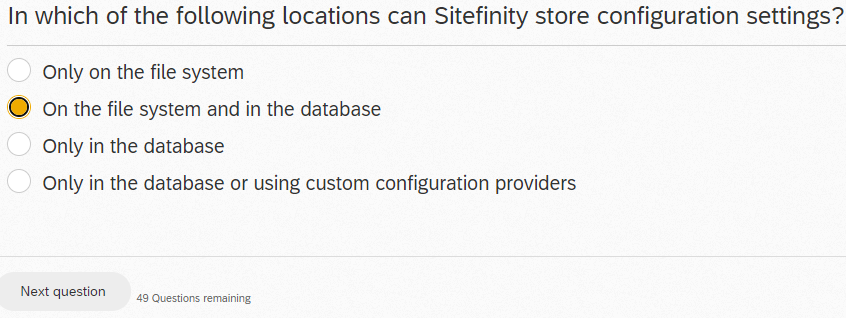 In which of the following locations can Sitefinity store configuration settings?
Only on the file system
On the file system and in the database
Only in the database
Only in the database or using custom configuration providers
Next question
49 Questions remaining